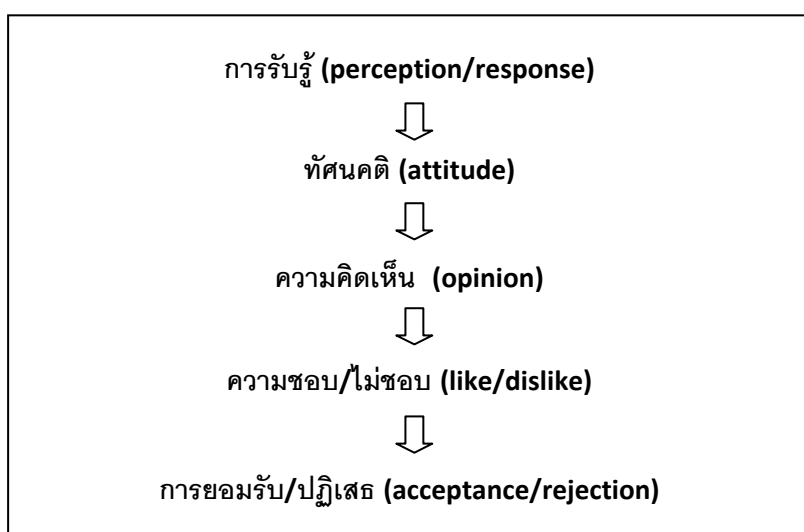 การรับรู้ (perception/response)
ทัศนคติ (attitude)
ความคิดเห็น (opinion)
ความชอบ/ไม่ชอบ (like/dislike)
การยอมรับ/ปฏิเสธ (acceptance/rejection)